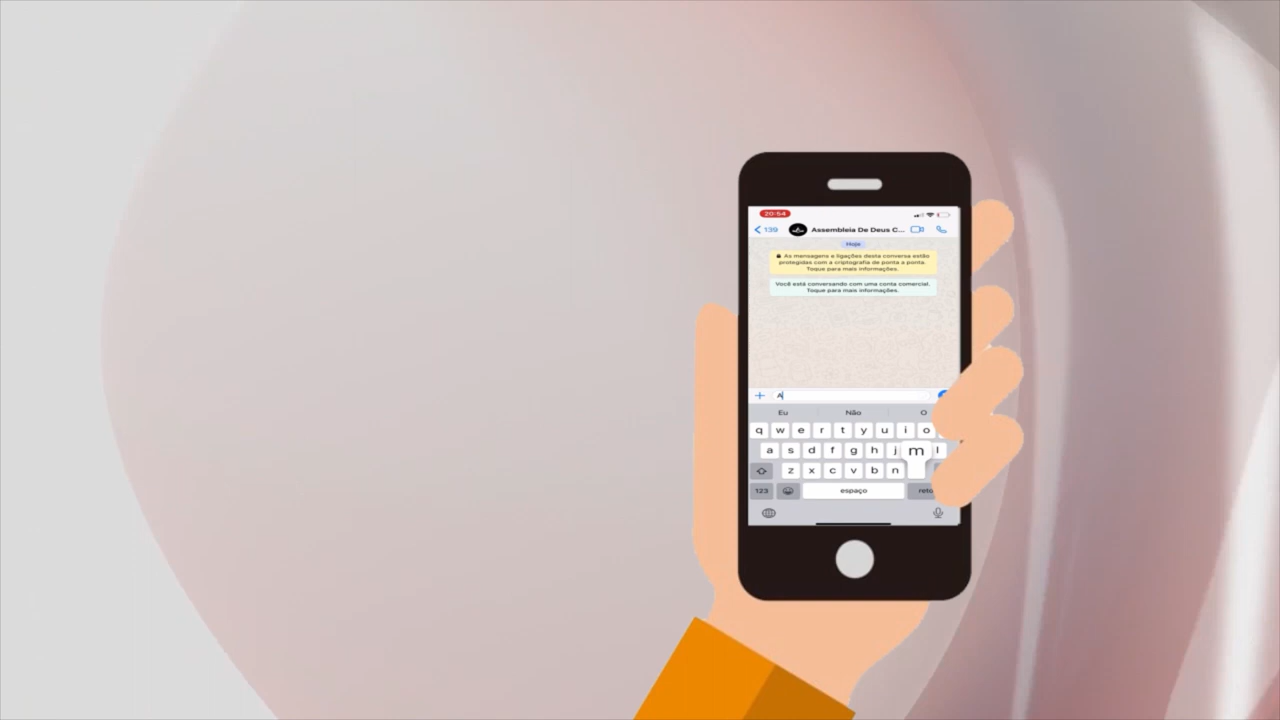 20:54
139
Assembleia De Deus C...
Hoje
As mensagens e ligações desta conversa estão
protegidas com a criptografia de ponta a ponta.
Toque para mais informações.
Você está conversando com uma conta comercial.
Toque para mais informações.
A
Eu Não O
q w e r t y u i o
a s d f g h j m l
z x c v b n
123 espaço reto